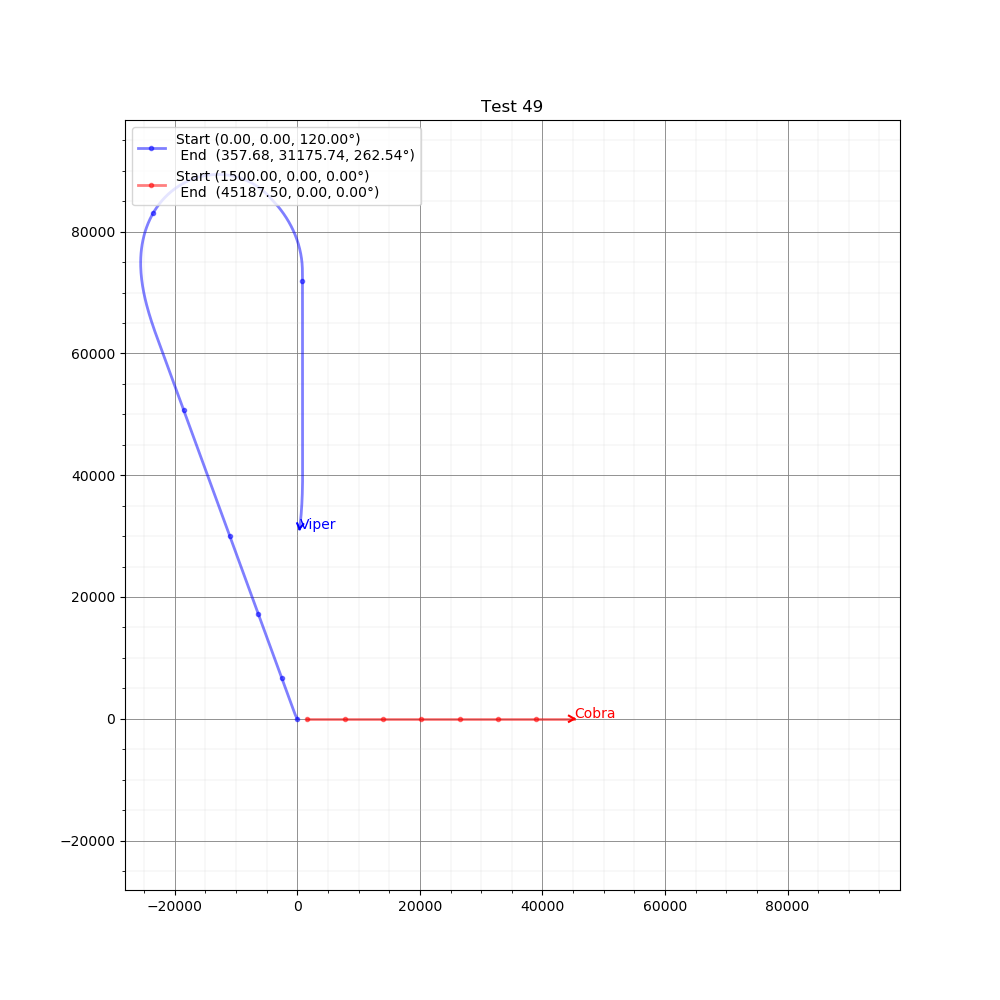 Test 49
Start (0.00, 0.00, 120.00°)
End  (357.68, 31175.74, 262.54°)
Start (1500.00, 0.00, 0.00°)
End  (45187.50, 0.00, 0.00°)
80000
60000
40000
20000
0
−20000
Viper
Cobra
−20000
0
20000
40000
60000
80000